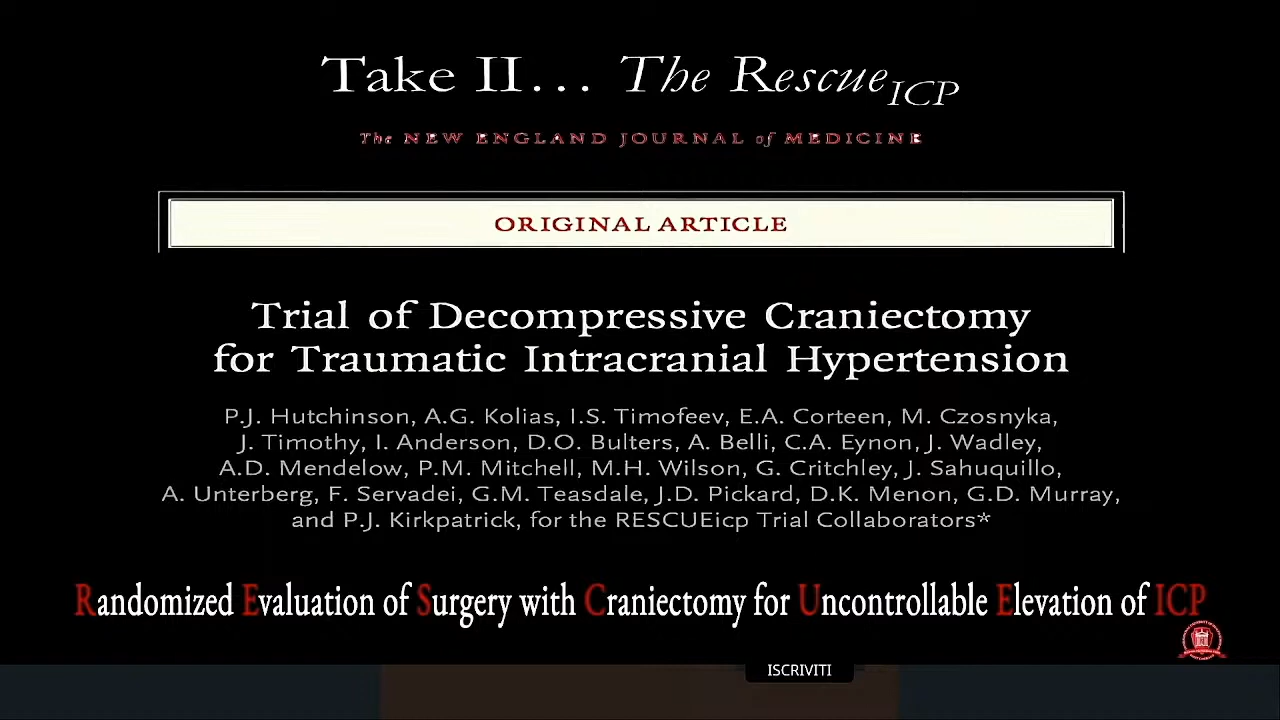 Take II... The RescueICP
The NEW ENGLAND JOURNAL of MEDICINE
ORIGINAL ARTICLE
Trial of Decompressive Craniectomy
for Traumatic Intracranial Hypertension
P.J. Hutchinson, A.G. Kolias, I.S. Timofeev, E.A. Corteen, M. Czosnyka,
J. Timothy, I. Anderson, D.O. Bulters, A. Belli, C.A. Eynon, J. Wadley,
A.D. Mendelow, P.M. Mitchell, M.H. Wilson, G. Critchley, J. Sahuquillo,
A. Unterberg, F. Servadei, G.M. Teasdale, J.D. Pickard, D.K. Menon, G.D. Murray,
and P.J. Kirkpatrick, for the RESCUEicp Trial Collaborators*
Randomized Evaluation of Surgery with Craniectomy for Uncontrollable Elevation of ICP
ISCRIVITI